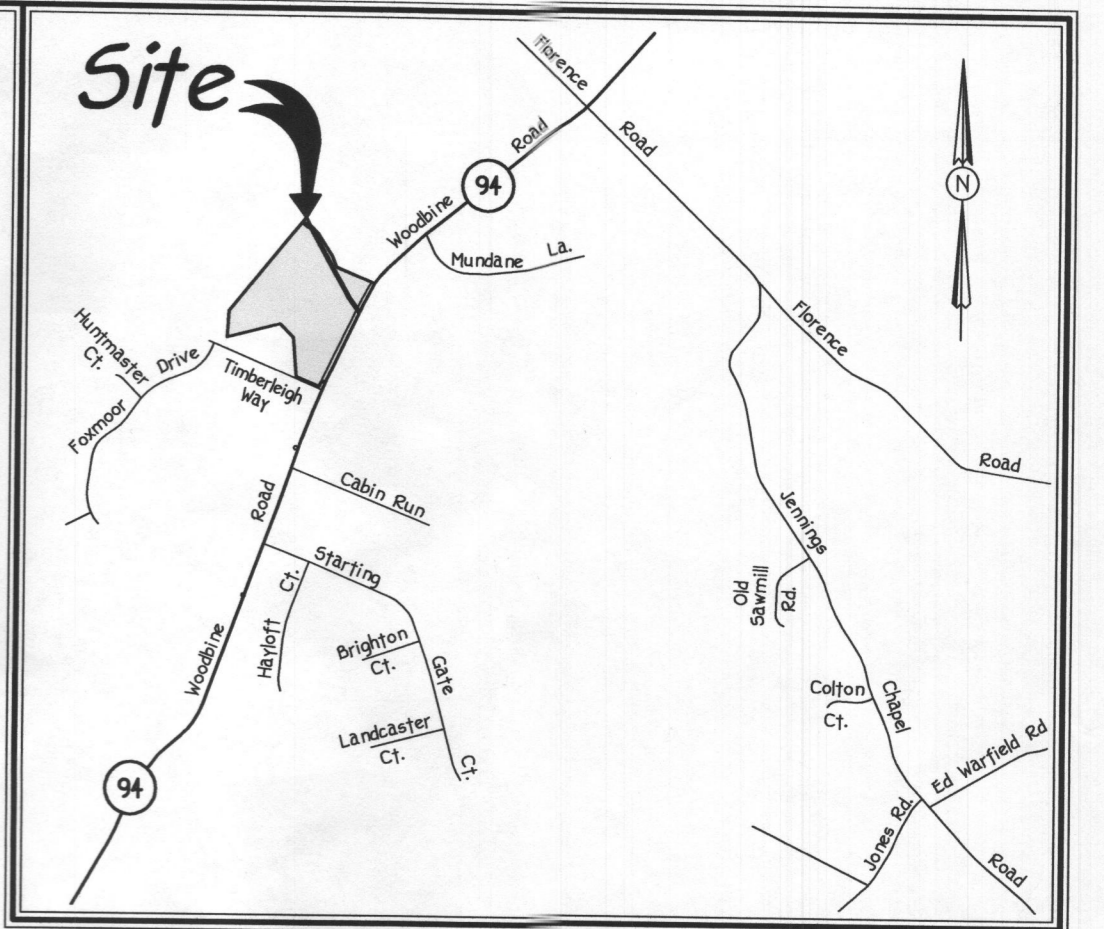 Site
Florence
Road
Road
94
Woodbine
Mundane La.
N
Florence
Road
Huntmaster
Ct.
Foxmoor Drive
Timberleigh
Way
Cabin Run
Road
Woodbine
94
Starting
Gate
Ct.
Hayloft Ct.
Brighton
Ct.
Landcaster
Ct.
Jennings
Chapel
Road
Old
Sawmill
Rd.
Colton
Ct.
Ed Warfield Rd
Jones Rd.